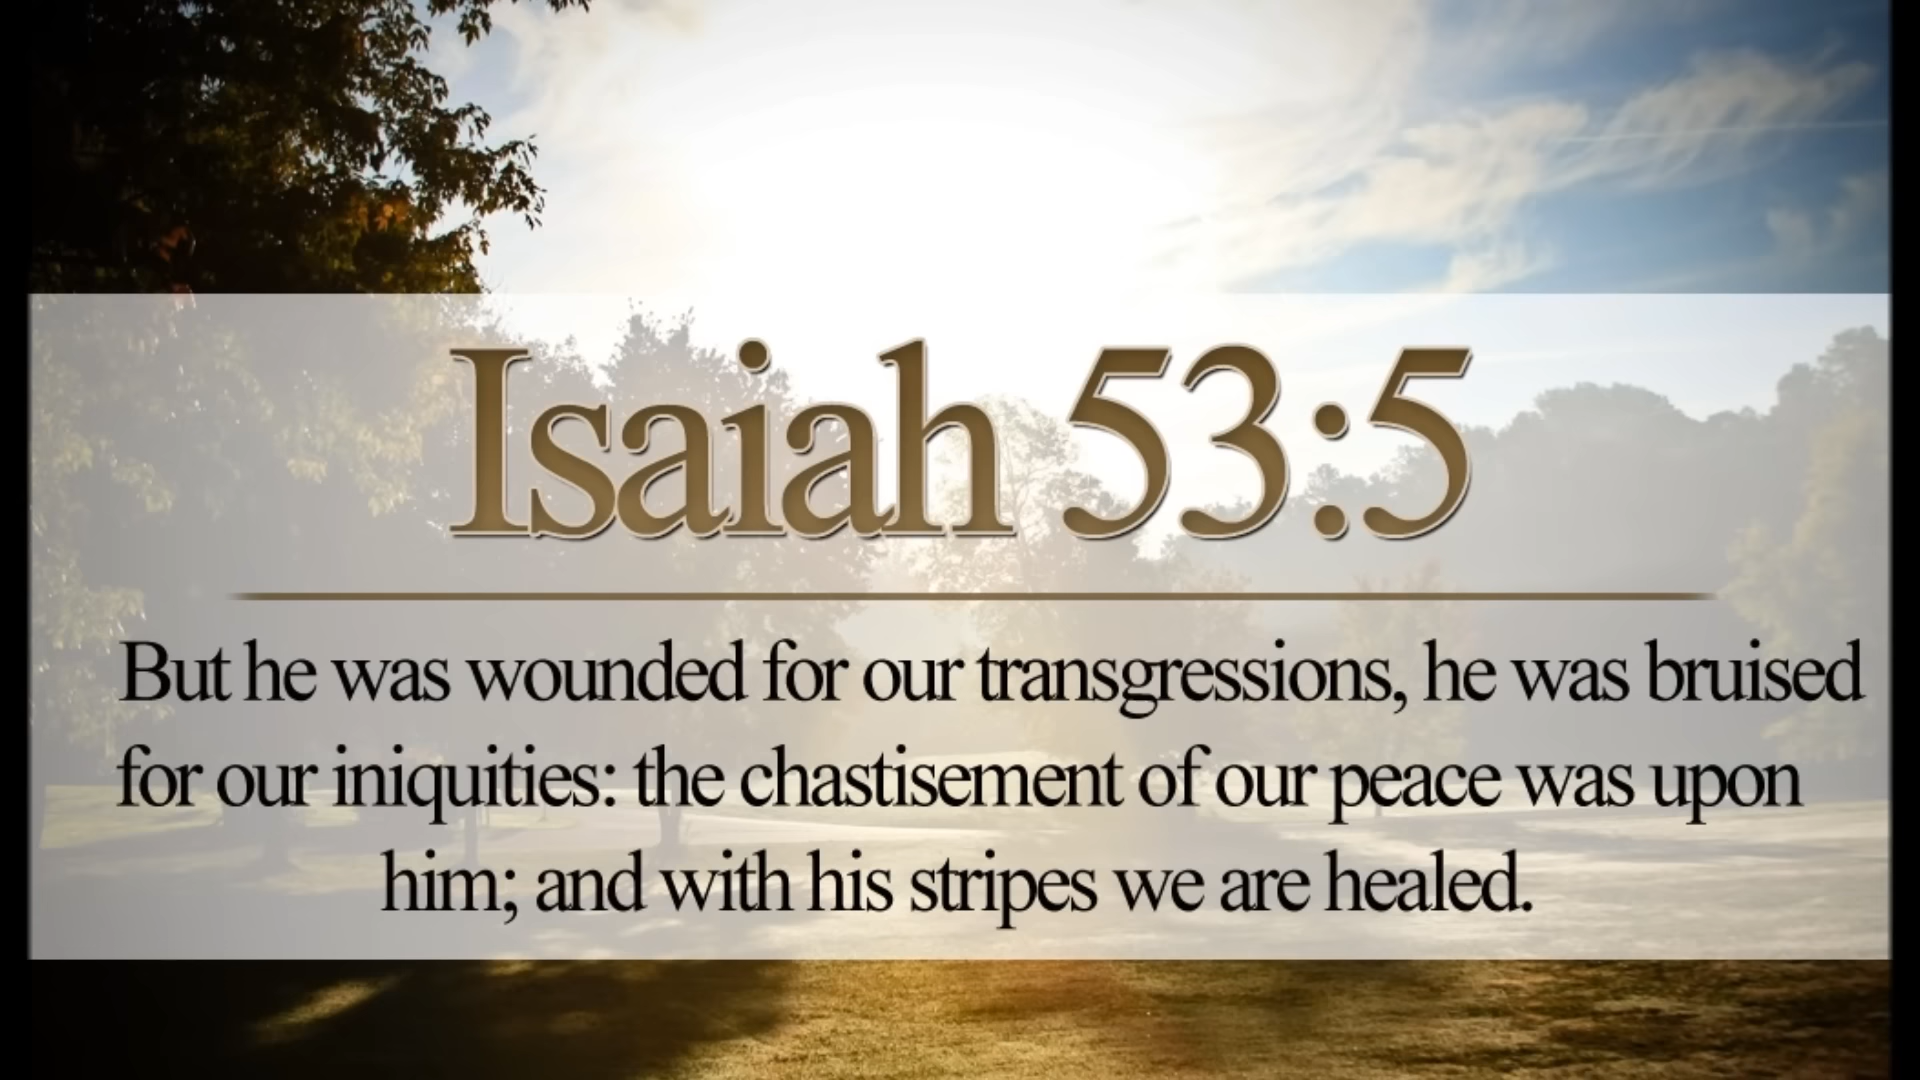 Isaiah 53:5
But he was wounded for our transgressions, he was bruised
for our iniquities: the chastisement of our peace was upon
him; and with his stripes we are healed.